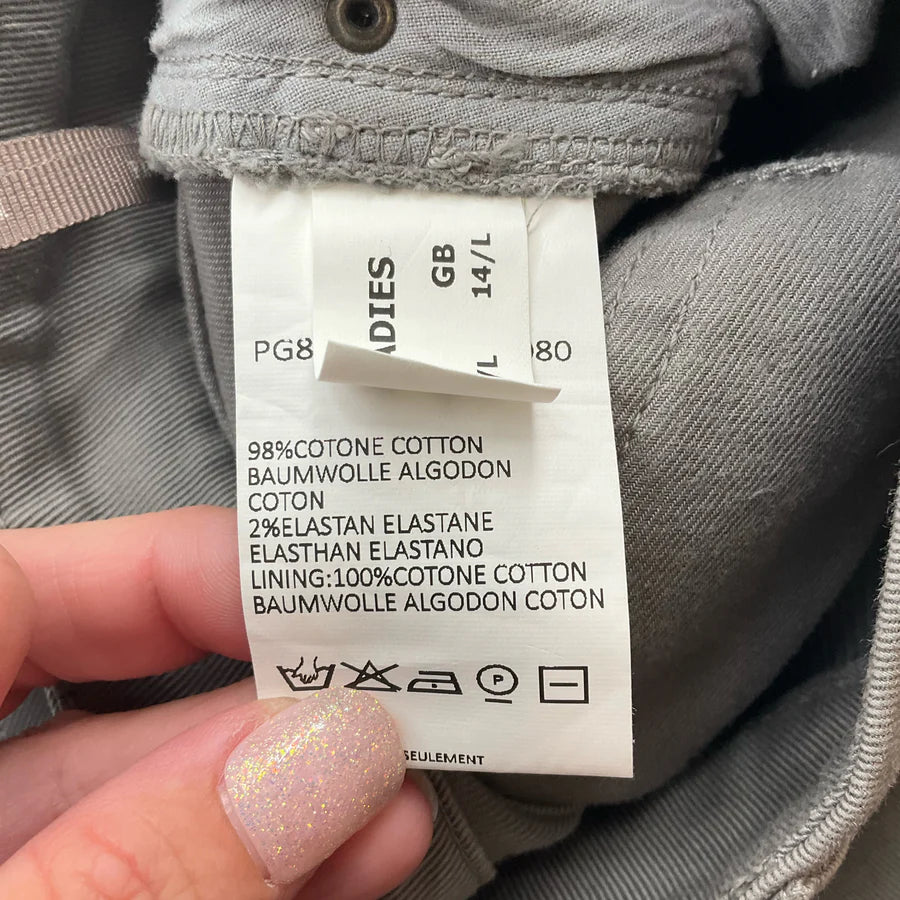 GB
14/L
PG8
080
98%COTONE COTTON
BAUMWOLLE ALGODON
COTON
2%ELASTAN ELASTANE
ELASTHAN ELASTANO
LINING:100%COTONE COTTON
BAUMWOLLE ALGODON COTON
P
SEULEMENT